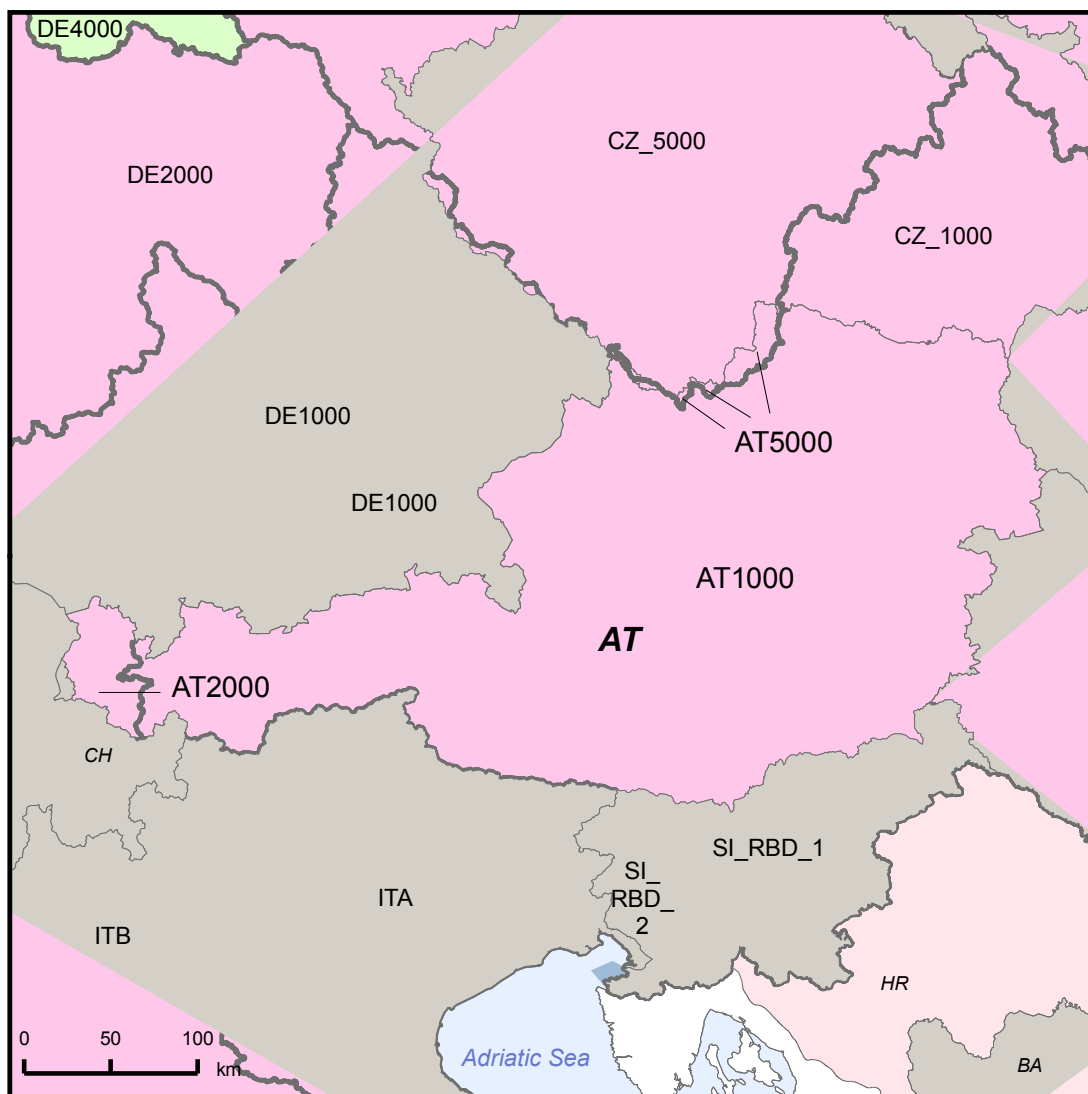 DE4000
CZ_5000
DE2000
CZ_1000
DE1000
AT5000
DE1000
AT1000
AT
AT2000
CH
SI_RBD_1
SI_
RBD_
2
ITA
ITB
HR
0 50 100
km
Adriatic Sea
BA